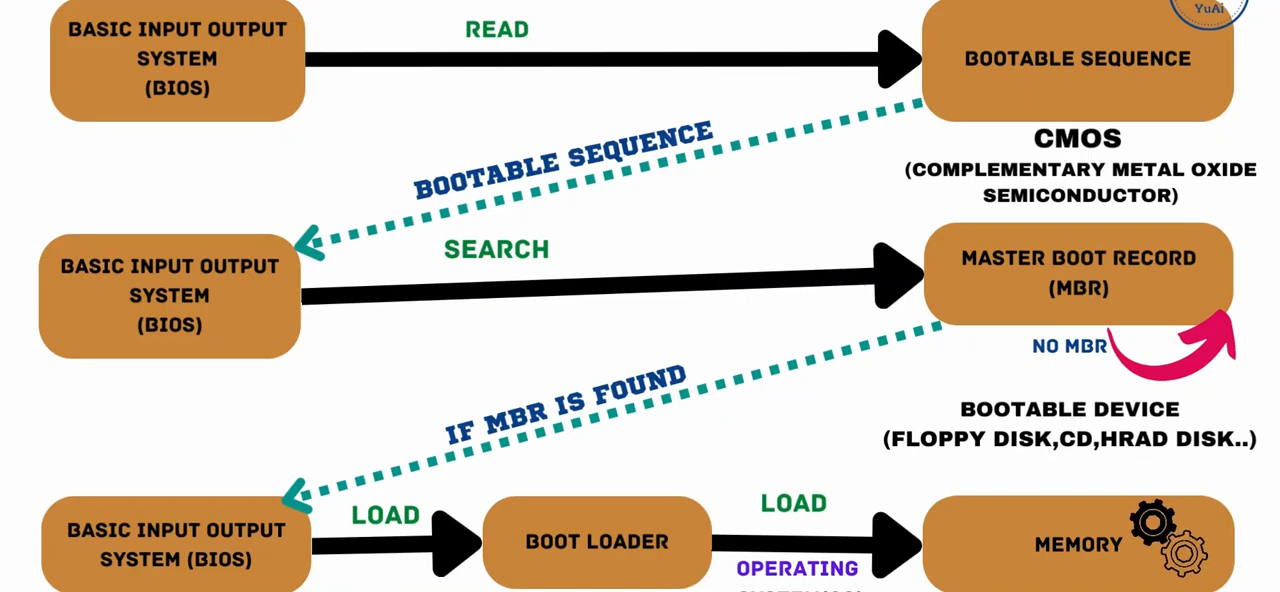 YuAi
BASIC INPUT OUTPUT
SYSTEM
(BIOS)
READ
BOOTABLE SEQUENCE
CMOS
(COMPLEMENTARY METAL OXIDE
SEMICONDUCTOR)
BOOTABLE SEQUENCE
BASIC INPUT OUTPUT
SYSTEM
(BIOS)
SEARCH
MASTER BOOT RECORD
(MBR)
NO MBR
BOOTABLE DEVICE
(FLOPPY DISK,CD,HRAD DISK..)
IF MBR IS FOUND
BASIC INPUT OUTPUT
SYSTEM (BIOS)
LOAD
BOOT LOADER
LOAD
OPERATING
MEMORY